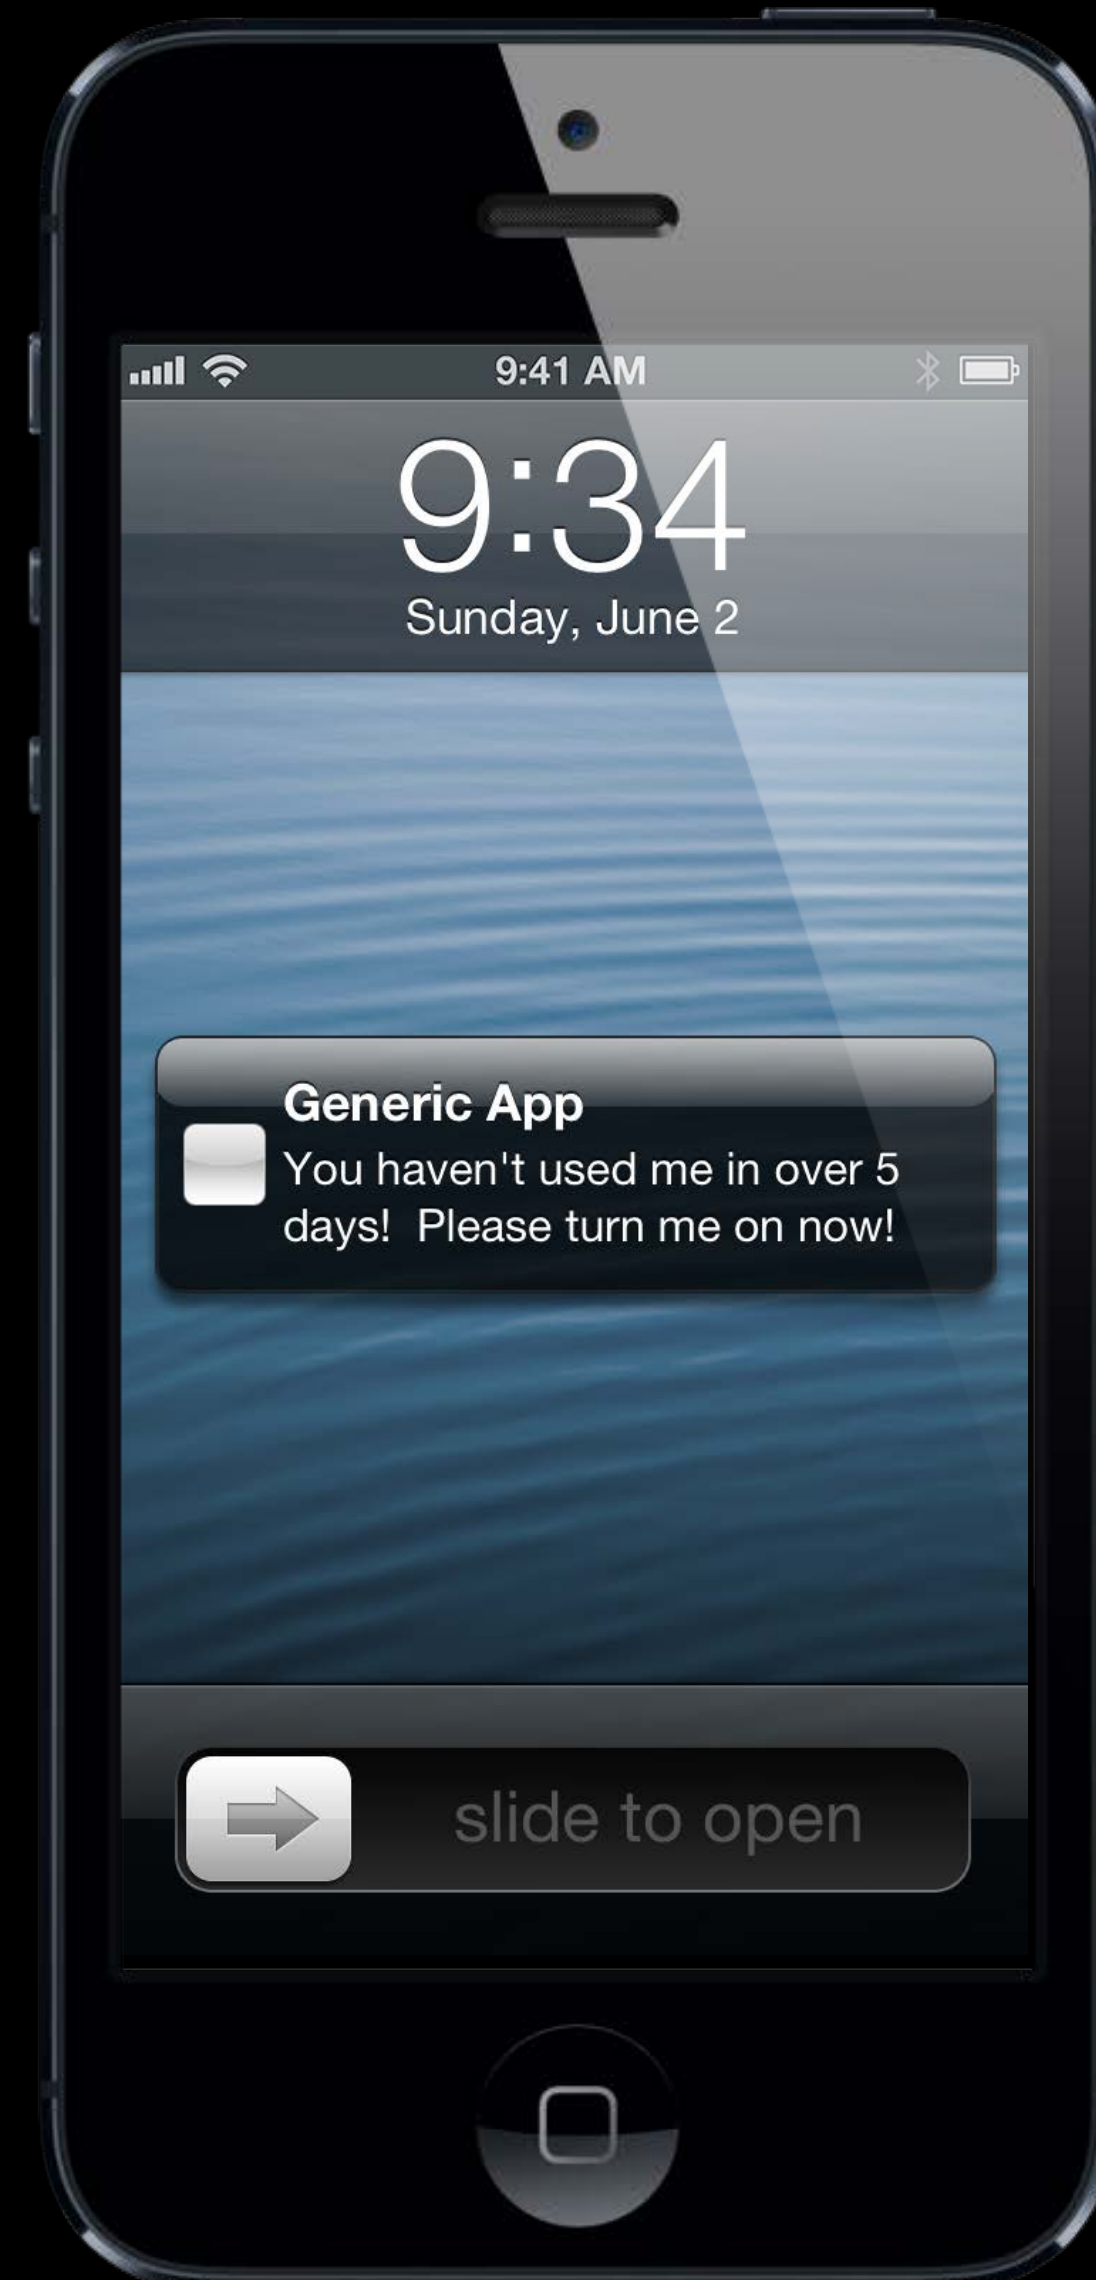 9:41 AM
9:34
Sunday, June 2
Generic App
You haven't used me in over 5
days!  Please turn me on now!
slide to open